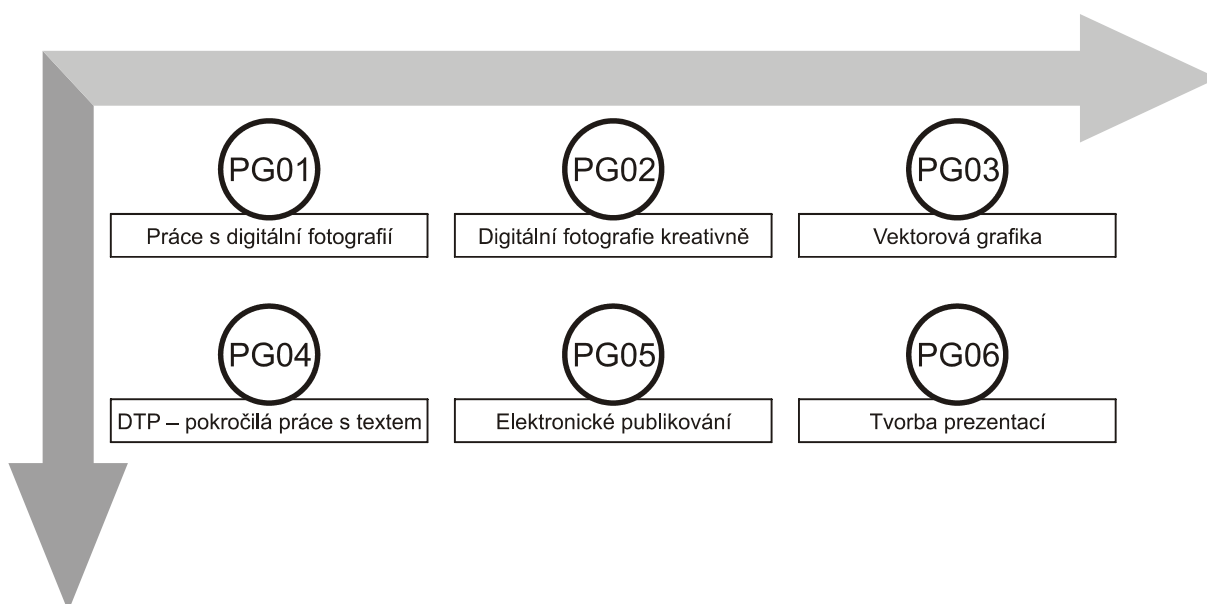 PG01
PG02
PG03
Práce s digitální fotografií
Digitální fotografie kreativně
Vektorová grafika
PG04
PG05
PG06
DTP – pokročilá práce s textem
Elektronické publikování
Tvorba prezentací